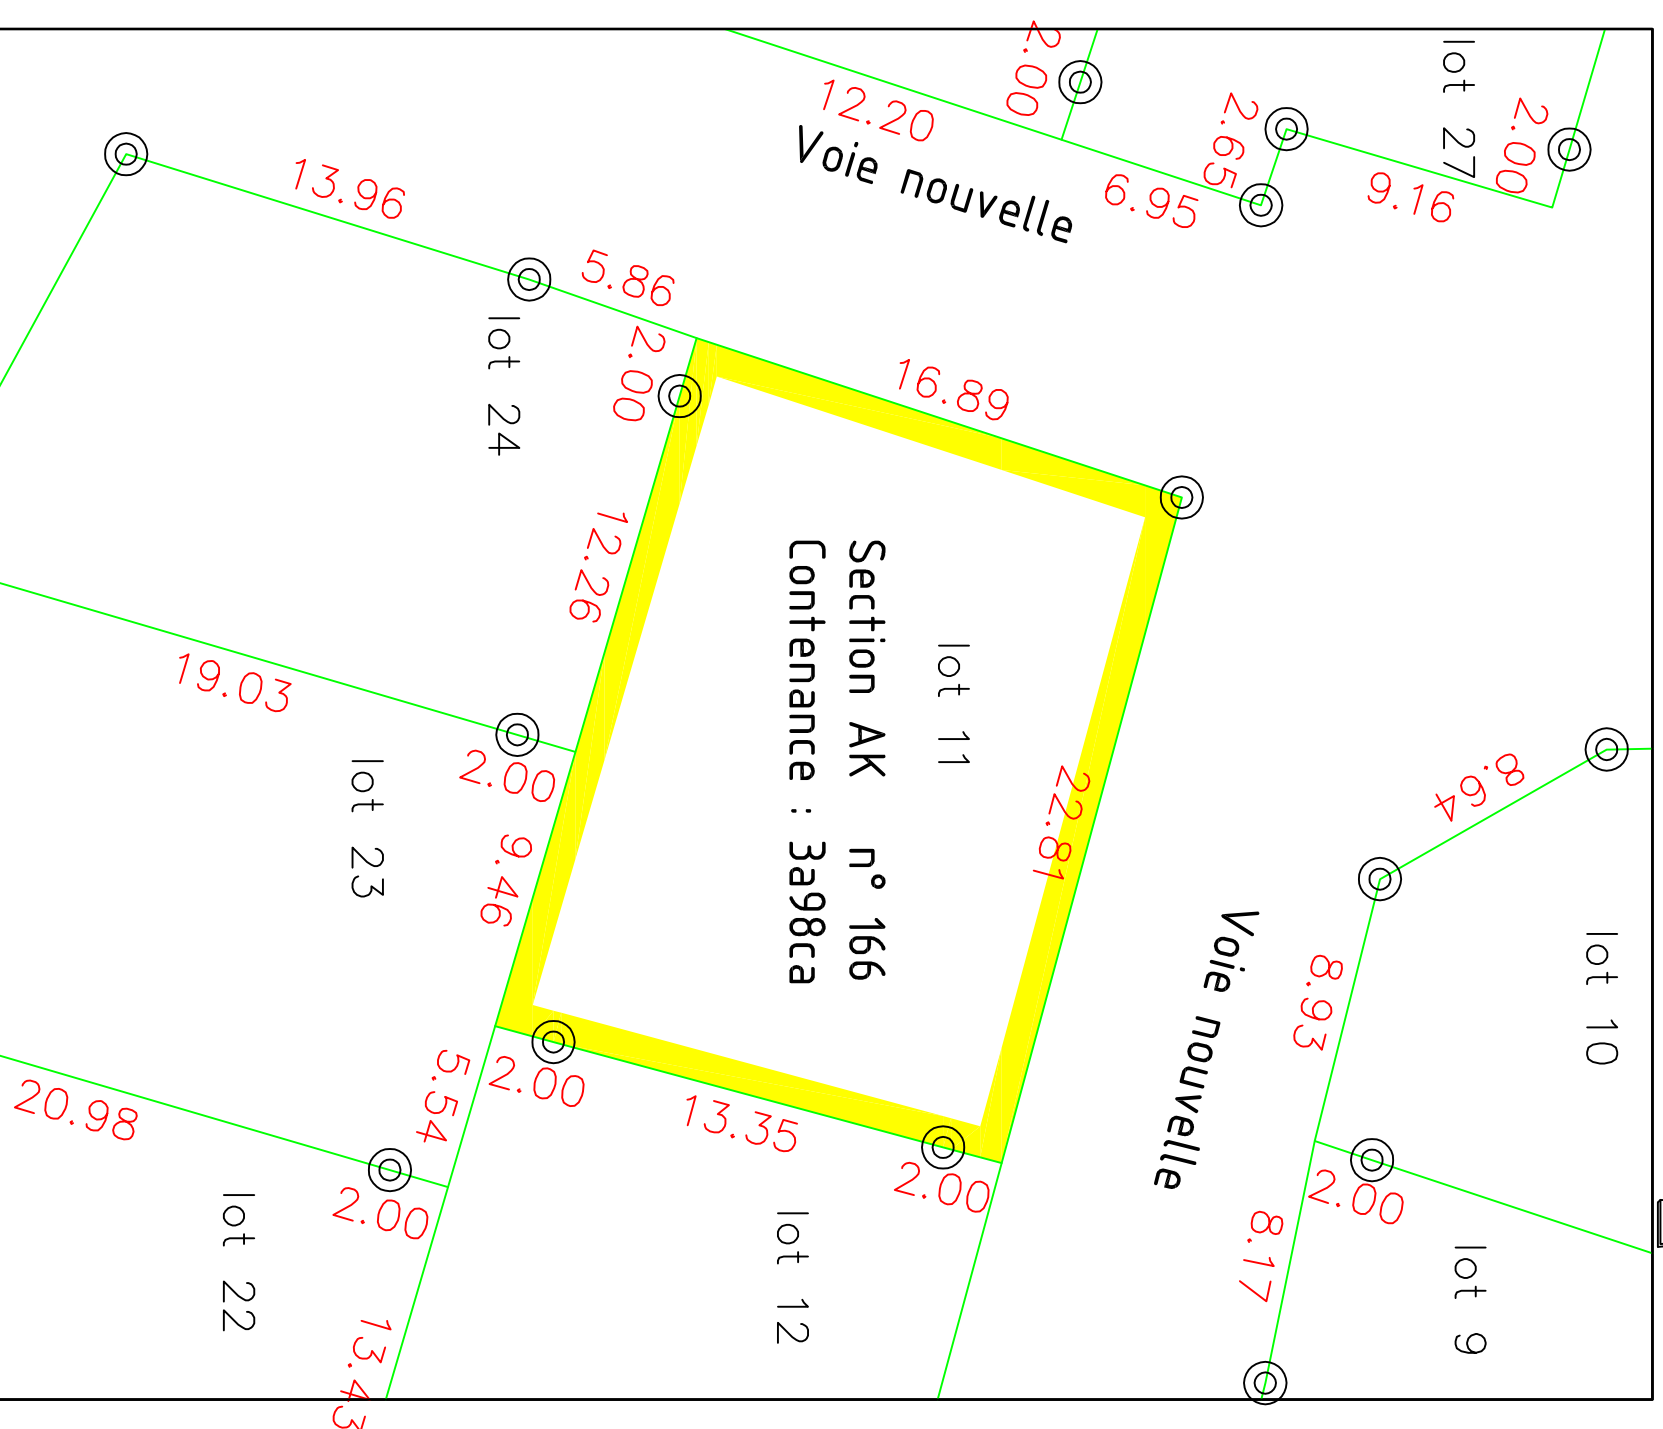 2.00
lot 27
12.20
2.65
2.00
Voie nouvelle
6.95
9.16
13.96
5.86
lot 24
2.00
16.89
12.26
Section AK n° 166
Contenance : 3a98ca
lot 11
19.03
2.00
lot 23
9.46
22.81
8.64
Voie nouvelle
8.93
lot 10
20.98
5.54
2.00
13.35
2.00
2.00
lot 22
2.00
lot 12
8.17
lot 9
13.43